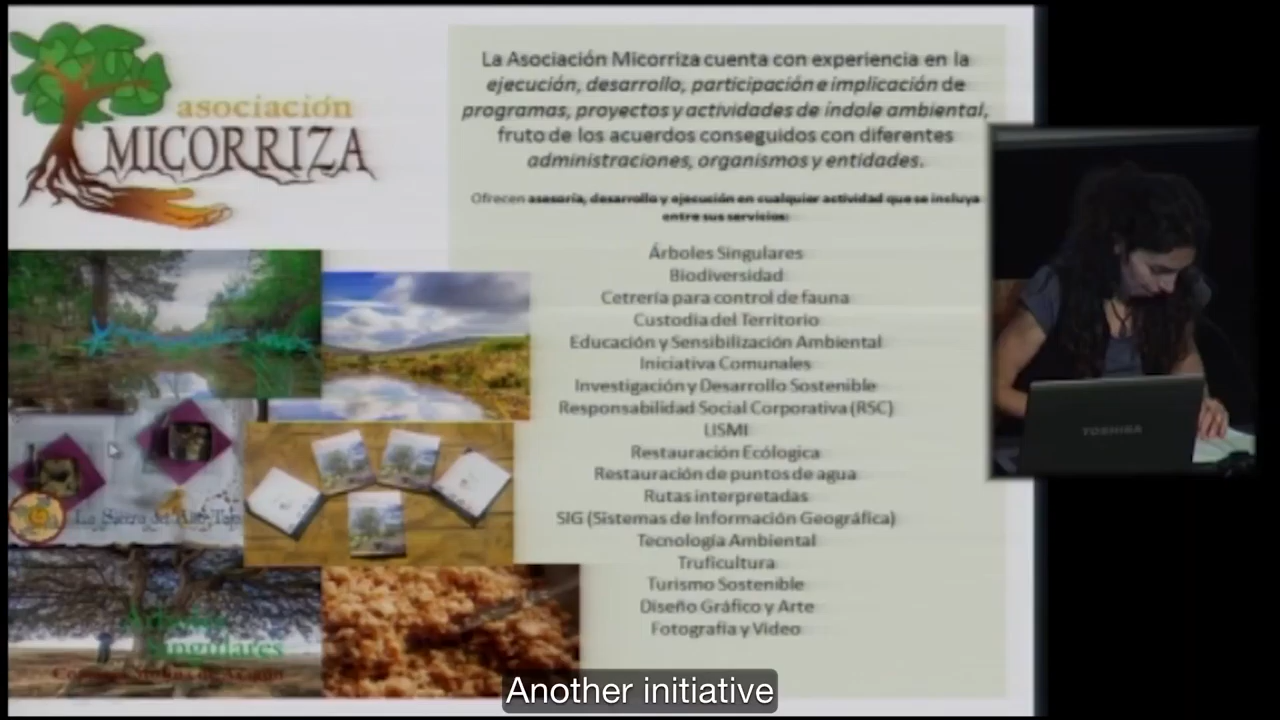 asociación
MICORRIZA
La Asociación Micorriza cuenta con experiencia en la
ejecución, desarrollo, participación e implicación de
programas, proyectos y actividades de índole ambiental,
fruto de los acuerdos conseguidos con diferentes
administraciones, organismos y entidades.
Ofrecen asesoría, desarrollo y ejecución en cualquier actividad que se incluya
entre sus servicios:
Árboles Singulares
Biodiversidad
Cetrería para control de fauna
Custodia del Territorio
Educación y Sensibilización Ambiental
Iniciativa Comunales
Investigación y Desarrollo Sostenible
Responsabilidad Social Corporativa (RSC)
LISMI
Restauración Ecólogica
Restauración de puntos de agua
Rutas interpretadas
SIG (Sistemas de Información Geográfica)
Tecnología Ambiental
Truficultura
Turismo Sostenible
Diseño Gráfico y Arte
Fotografía y Video
Árboles
Singulares
TOSHIBA
Another initiative